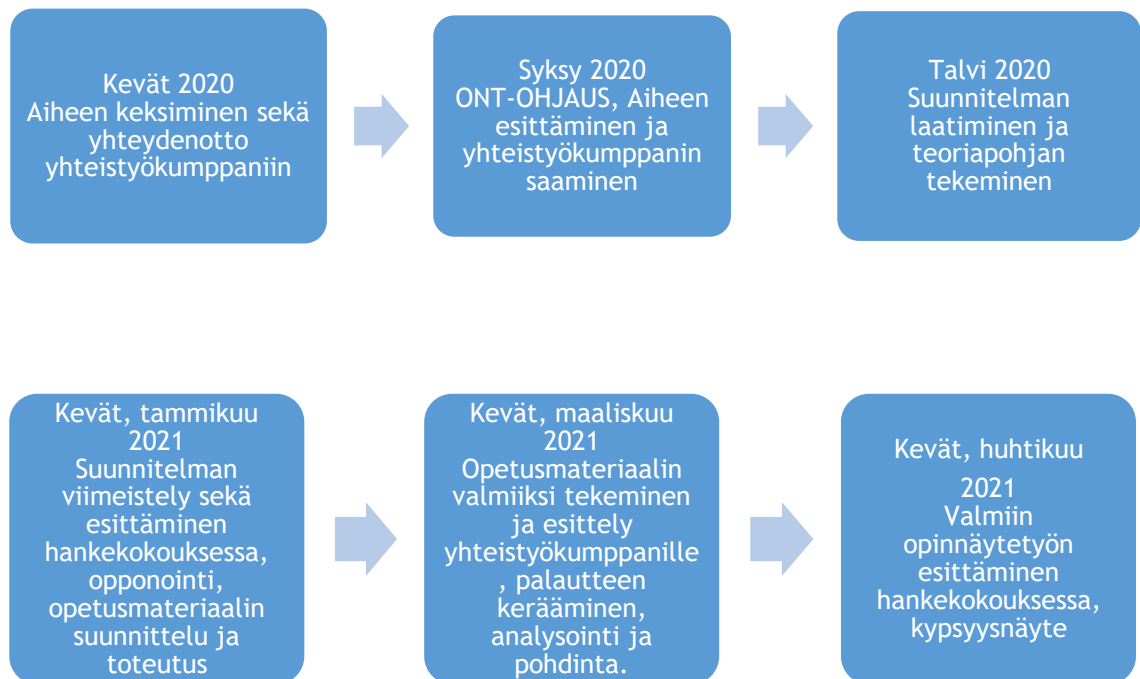 Kevät 2020
Aiheen keksiminen sekä
yhteydenotto
yhteistyökumppaniin
Syksy 2020
ONT-OHJAUS, Aiheen
esittäminen ja
yhteistyökumppanin
saaminen
Talvi 2020
Suunnitelman
laatiminen ja
teoriapohjan
tekeminen
Kevät, tammikuu
2021
Suunnitelman
viimeistely sekä
esittäminen
hankekokouksessa,
opponointi,
opetusmateriaalin
suunnittelu ja
toteutus
Kevät, maaliskuu
2021
Opetusmateriaalin
valmiiksi tekeminen
ja esittely
yhteistyökumppanille
, palautteen
kerääminen,
analysointi ja
pohdinta.
Kevät, huhtikuu
2021
Valmiin
opinnäytetyön
esittäminen
hankekokouksessa,
kypsyysnäyte